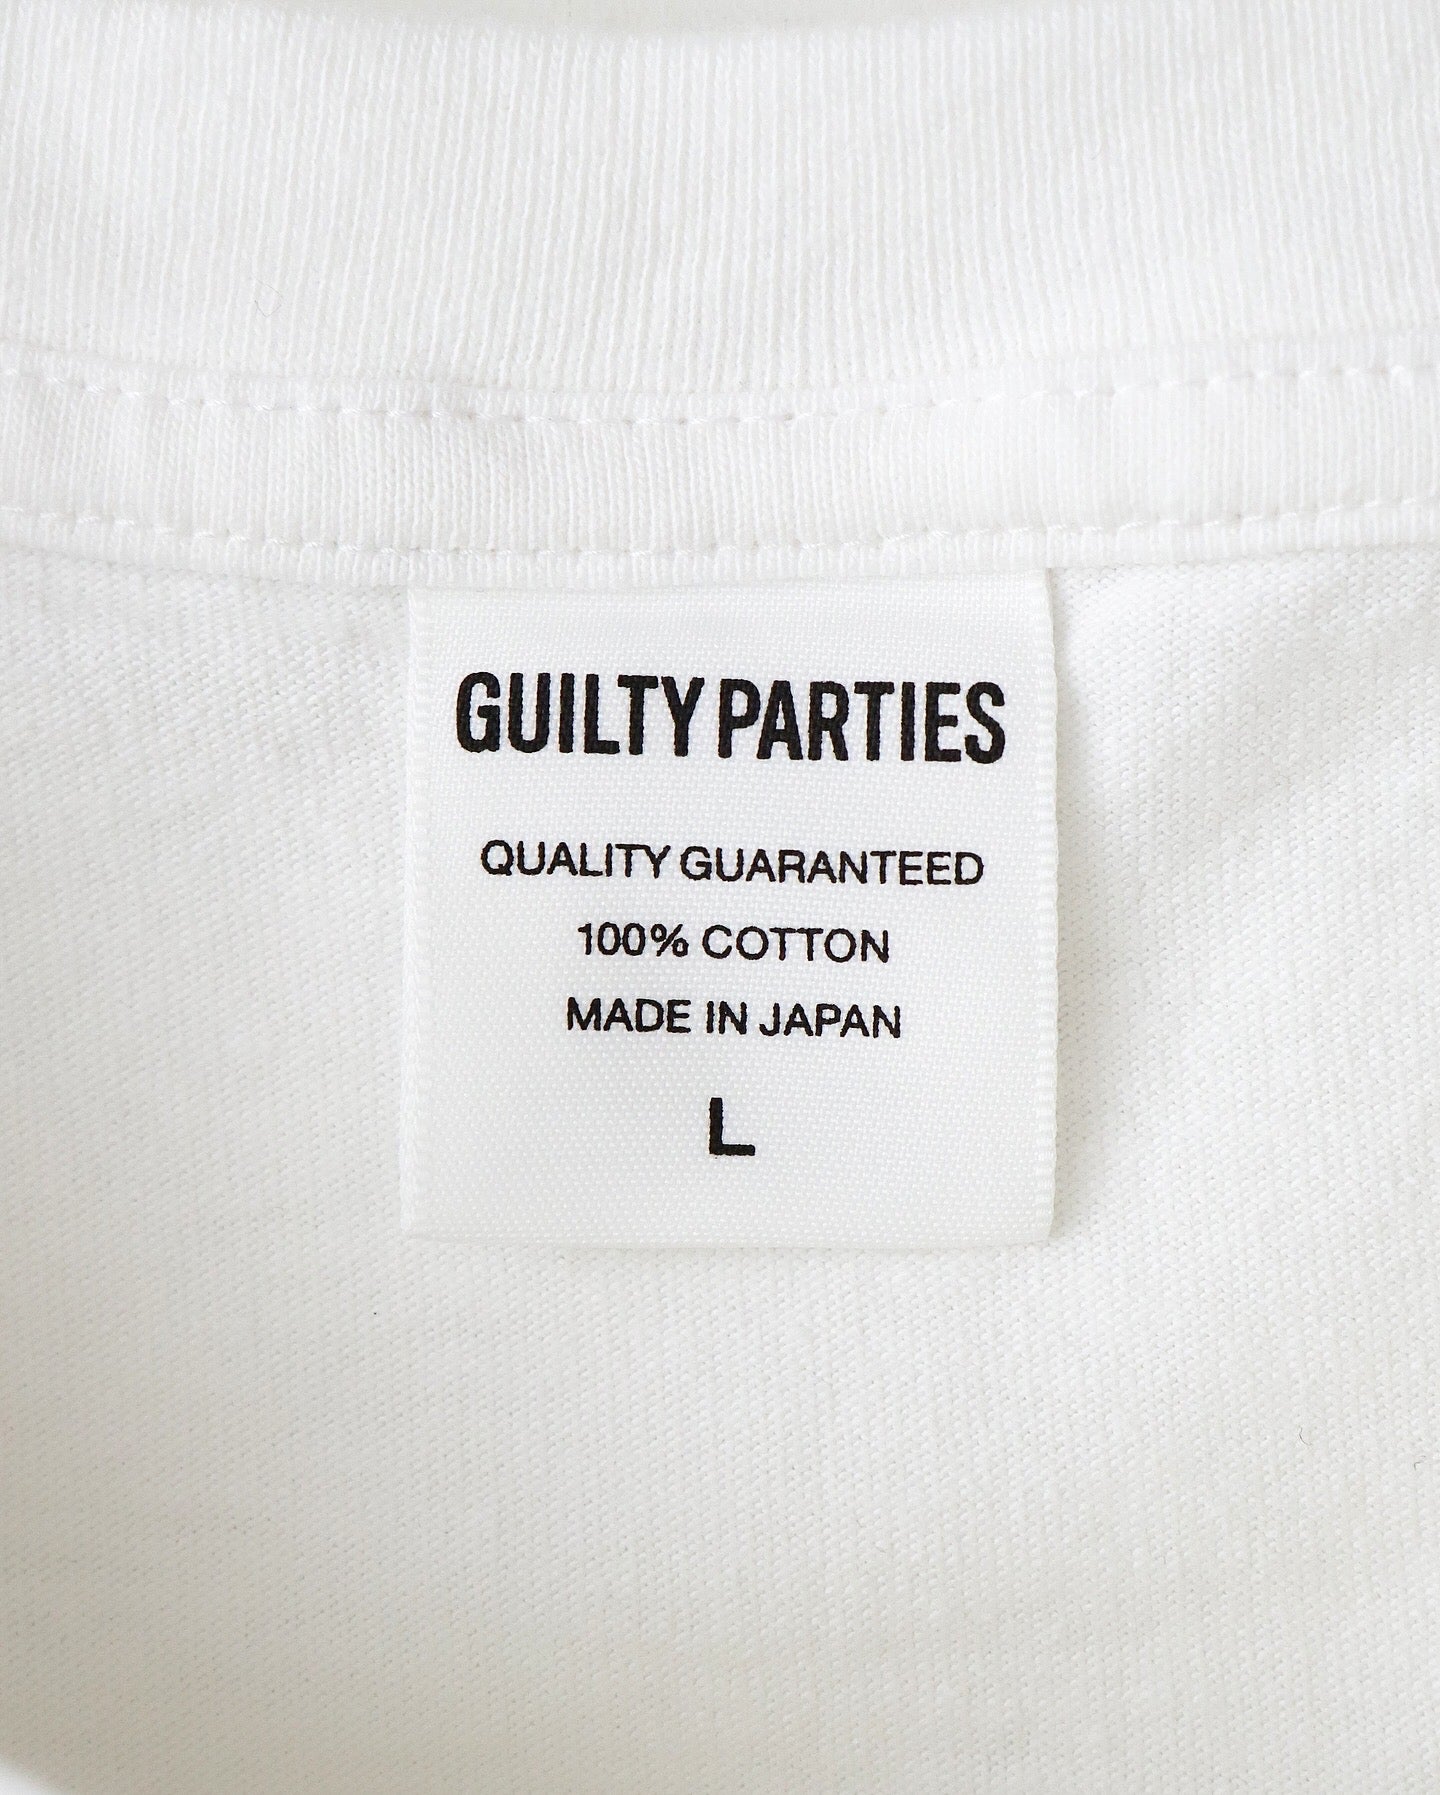 GUILTY PARTIES
QUALITY GUARANTEED
100% COTTON
MADE IN JAPAN
L